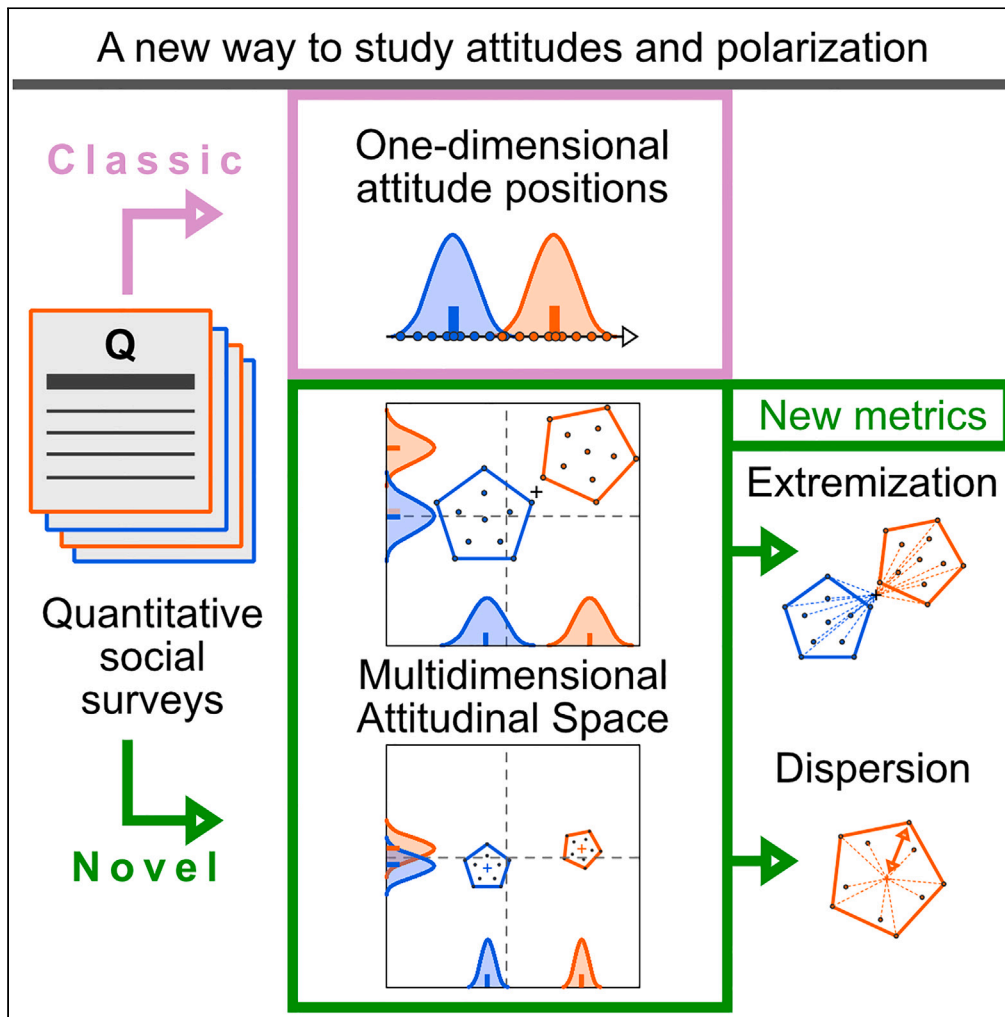 A new way to study attitudes and polarization
Classic
One-dimensional
attitude positions
Q
Quantitative
social
surveys
Novel
Multidimensional
Attitudinal Space
New metrics
Extremization
Dispersion